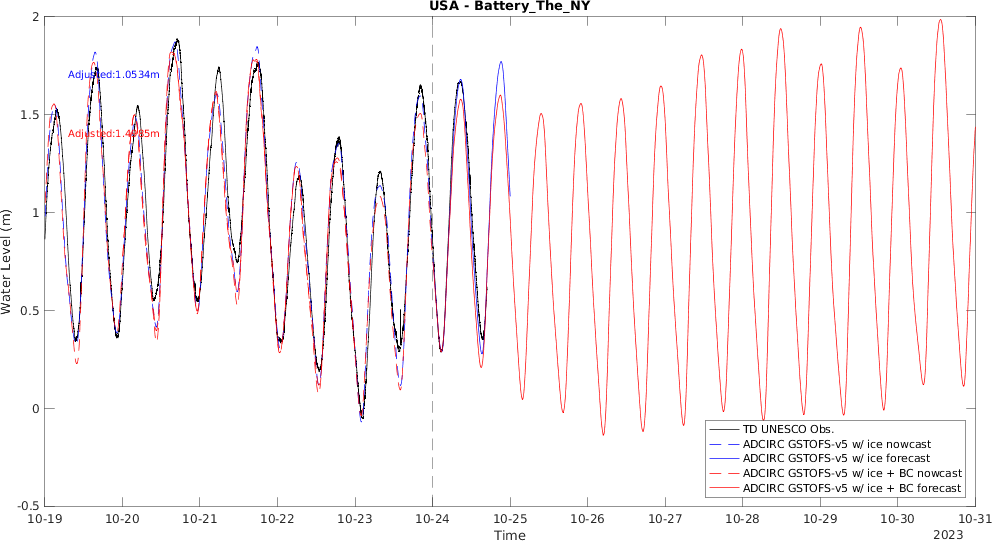 USA - Battery_The_NY
2
1.5
1
0.5
0
-0.5
Water Level (m)
Adjusted:1.0534m
TD UNESCO Obs.
ADCIRC GSTOFS-v5 w/ ice nowcast
ADCIRC GSTOFS-v5 w/ ice forecast
ADCIRC GSTOFS-v5 w/ ice + BC nowcast
ADCIRC GSTOFS-v5 w/ ice + BC forecast
10-19 10-20 10-21 10-22 10-23 10-24 10-25 10-26 10-27 10-28 10-29 10-30 10-31
Time
2023